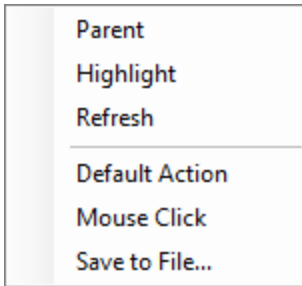 Parent
Highlight
Refresh
Default Action
Mouse Click
Save to File...